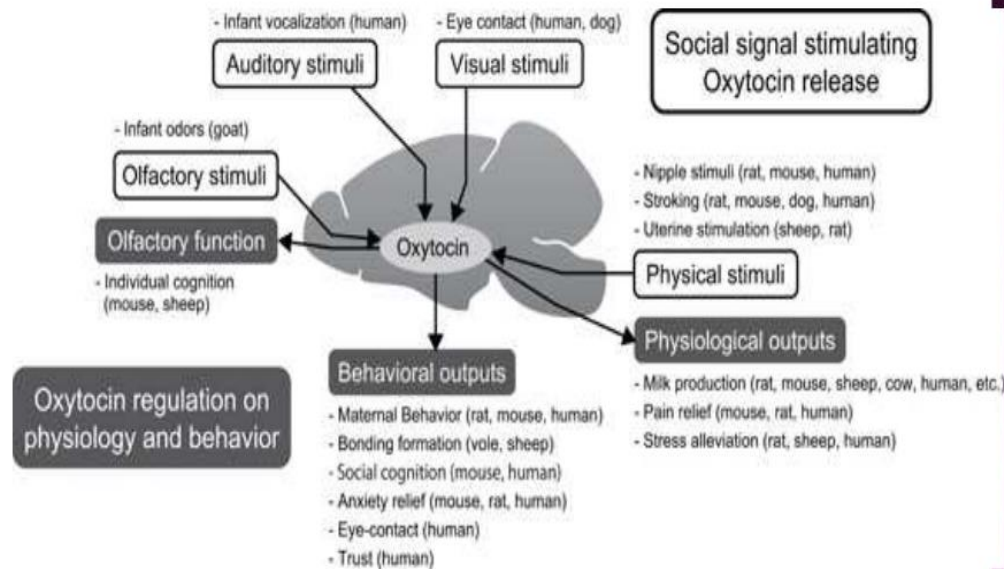 - Infant vocalization (human)
Auditory stimuli
- Eye contact (human, dog)
Visual stimuli
Social signal stimulating
Oxytocin release
- Infant odors (goat)
Olfactory stimuli
Olfactory function
- Individual cognition
(mouse, sheep)
Oxytocin
- Nipple stimuli (rat, mouse, human)
- Stroking (rat, mouse, dog, human)
- Uterine stimulation (sheep, rat)
Physical stimuli
Physiological outputs
- Milk production (rat, mouse, sheep, cow, human, etc.)
- Pain relief (mouse, rat, human)
- Stress alleviation (rat, sheep, human)
Behavioral outputs
- Maternal Behavior (rat, mouse, human)
- Bonding formation (vole, sheep)
- Social cognition (mouse, human)
- Anxiety relief (mouse, rat, human)
- Eye-contact (human)
- Trust (human)
Oxytocin regulation on
physiology and behavior